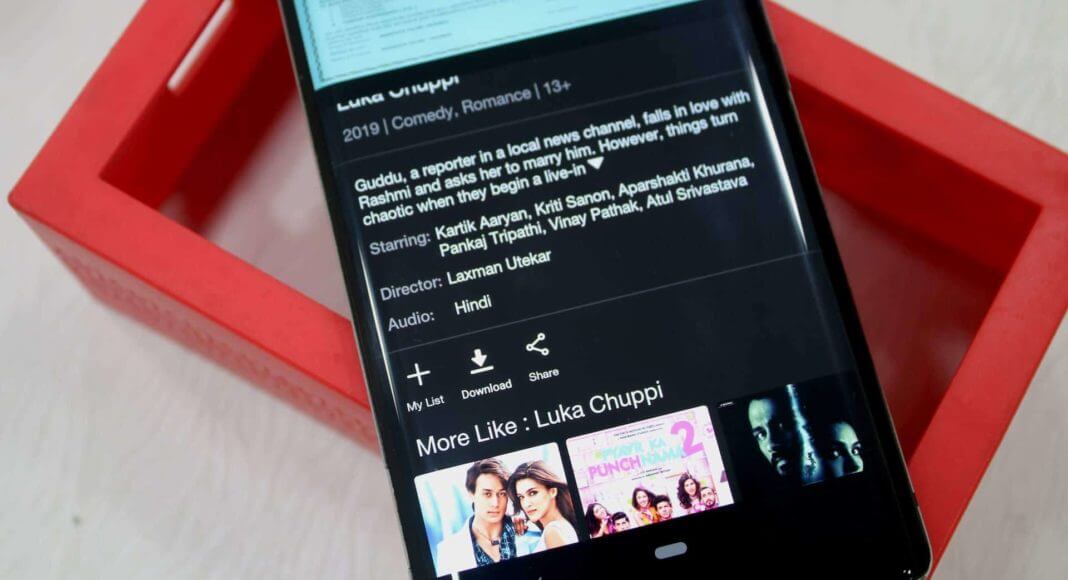 Luka Chuppi
2019 | Comedy, Romance | 13+
Guddu, a reporter in a local news channel, falls in love with
Rashmi and asks her to marry him. However, things turn
chaotic when they begin a live-in
Starring: Kartik Aaryan, Kriti Sanon, Aparshakti Khurana,
Pankaj Tripathi, Vinay Pathak, Atul Srivastava
Director: Laxman Utekar
Audio: Hindi
My List Download Share
More Like : Luka Chuppi
PYAAR KA
PUNCHNAMA 2